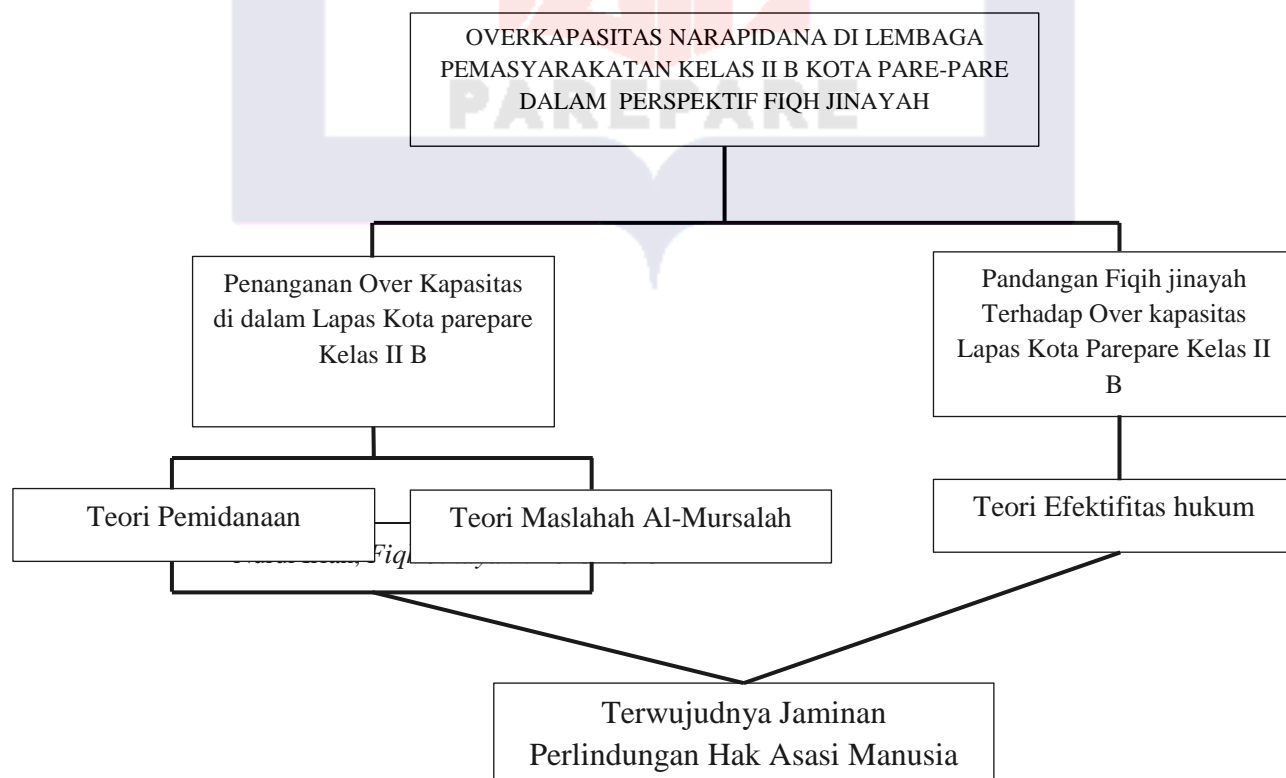 OVERKAPASITAS NARAPIDANA DI LEMBAGA
PEMASYARAKATAN KELAS II B KOTA PARE-PARE
DALAM PERSPEKTIF FIQH JINAYAH
PAREPARE
Penanganan Over Kapasitas
di dalam Lapas Kota parepare
Kelas II B
Pandangan Fiqih jinayah
Terhadap Over kapasitas
Lapas Kota Parepare Kelas II
B
Teori Pemidanaan
Teori Maslahah Al-Mursalah
Teori Efektifitas hukum
Terwujudnya Jaminan
Perlindungan Hak Asasi Manusia